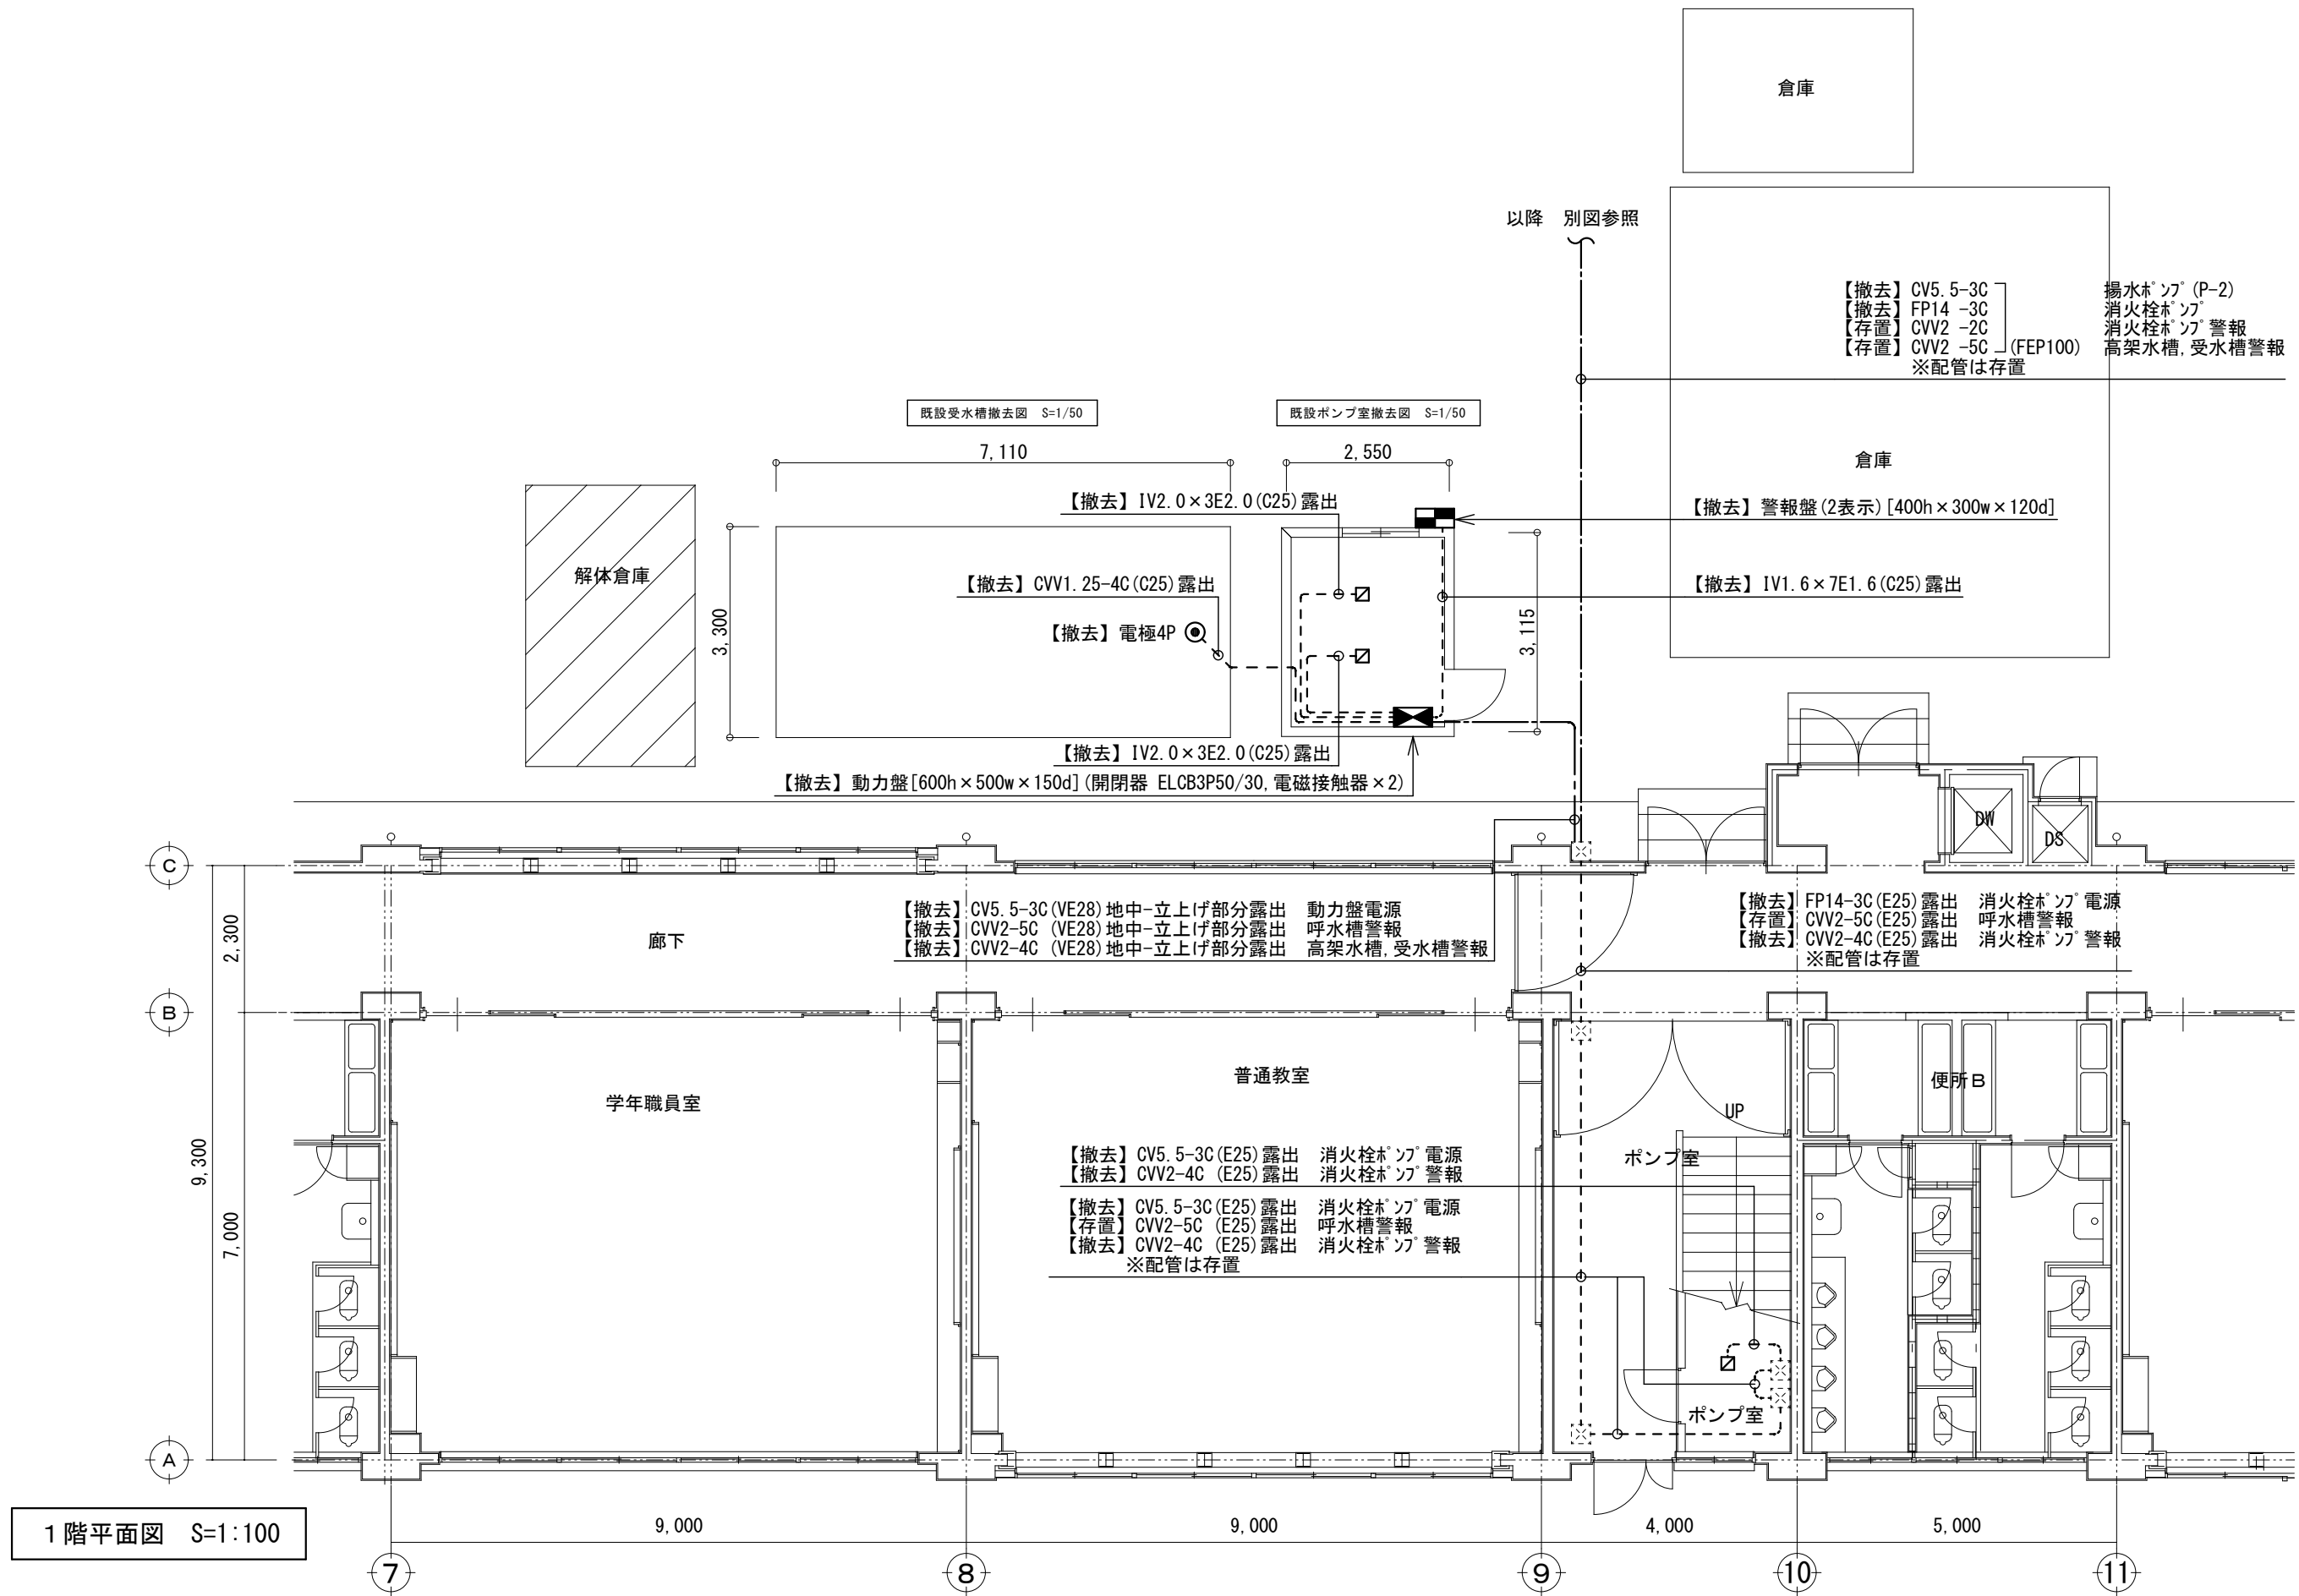 倉庫
以降　別図参照
【撤去】CV5.5-3C　揚水ﾎﾟﾝﾌﾟ(P-2)
【撤去】FP14 -3C　消火栓ﾎﾟﾝﾌﾟ
【存置】CVV2 -2C　消火栓ﾎﾟﾝﾌﾟ警報
【存置】CVV2 -5C (FEP100)　高架水槽,受水槽警報
※配管は存置
既設受水槽撤去図　S=1/50
既設ポンプ室撤去図　S=1/50
7,110
2,550
倉庫
【撤去】IV2.0×3E2.0(C25)露出
【撤去】警報盤(2表示)[400h×300w×120d]
解体倉庫
【撤去】CVV1.25-4C(C25)露出
【撤去】IV1.6×7E1.6(C25)露出
3,300
【撤去】電極4P
3,115
【撤去】IV2.0×3E2.0(C25)露出
【撤去】動力盤[600h×500w×150d](開閉器 ELCB3P50/30,電磁接触器×2)
DW
DS
C
【撤去】CV5.5-3C(VE28)地中-立上げ部分露出　動力盤電源
【撤去】CVV2-5C (VE28)地中-立上げ部分露出　呼水槽警報
【撤去】CVV2-4C (VE28)地中-立上げ部分露出　高架水槽,受水槽警報
【撤去】FP14-3C(E25)露出　消火栓ﾎﾟﾝﾌﾟ電源
【存置】CVV2-5C(E25)露出　呼水槽警報
【撤去】CVV2-4C(E25)露出　消火栓ﾎﾟﾝﾌﾟ警報
※配管は存置
2,300
廊下
B
学年職員室
普通教室
便所B
UP
9,300
7,000
【撤去】CV5.5-3C(E25)露出　消火栓ﾎﾟﾝﾌﾟ電源
【撤去】CVV2-4C (E25)露出　消火栓ﾎﾟﾝﾌﾟ警報
ポンプ室
【撤去】CV5.5-3C(E25)露出　消火栓ﾎﾟﾝﾌﾟ電源
【存置】CVV2-5C (E25)露出　呼水槽警報
【撤去】CVV2-4C (E25)露出　消火栓ﾎﾟﾝﾌﾟ警報
※配管は存置
ポンプ室
A
1階平面図　S=1:100
9,000
9,000
4,000
5,000
7
8
9
10
11